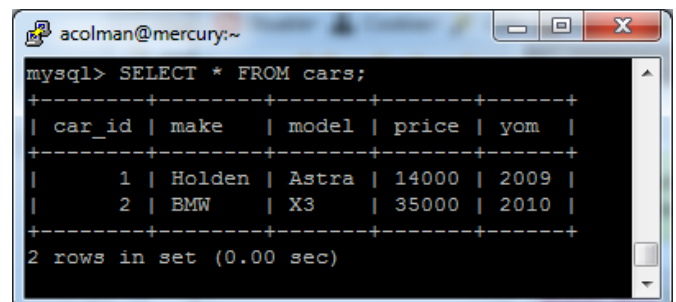 acolman@mercury:~
mysql> SELECT * FROM cars;
+--------+--------+-------+-------+------+
| car_id | make   | model | price | yom  |
+--------+--------+-------+-------+------+
|      1 | Holden | Astra | 14000 | 2009 |
|      2 | BMW    | X3    | 35000 | 2010 |
+--------+--------+-------+-------+------+
2 rows in set (0.00 sec)